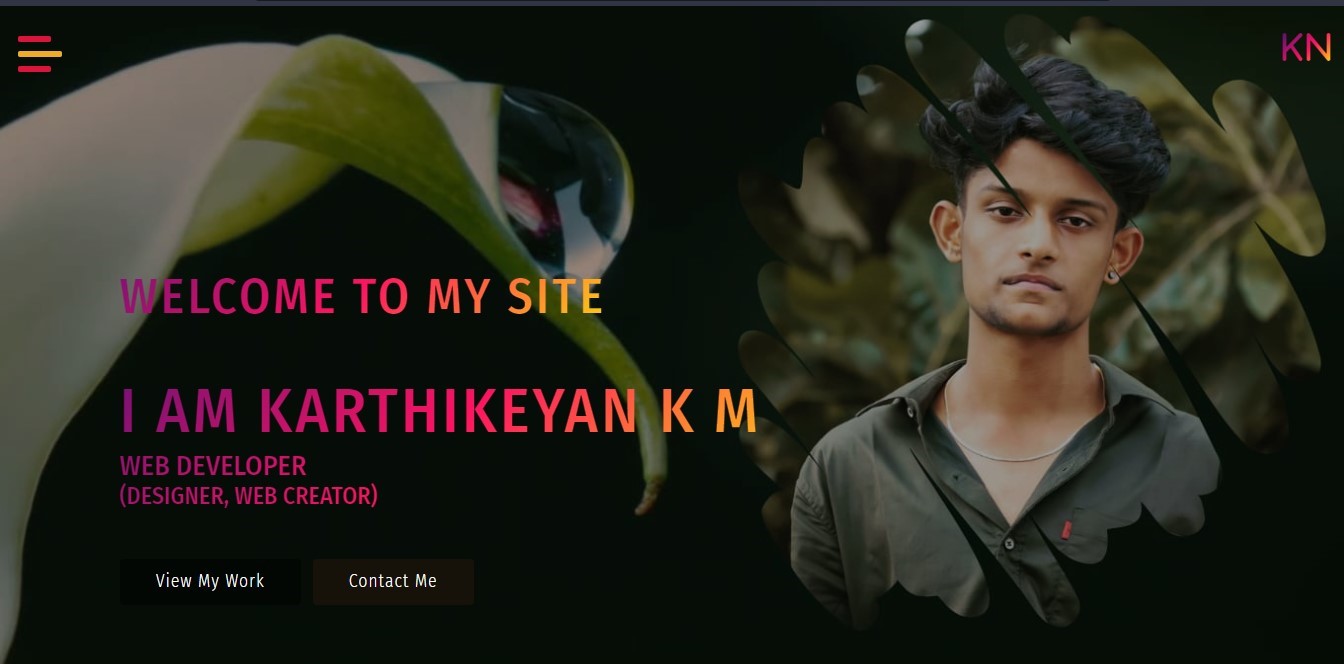 KN
WELCOME TO MY SITE
I AM KARTHIKEYAN K M
WEB DEVELOPER
(DESIGNER, WEB CREATOR)
View My Work
Contact Me